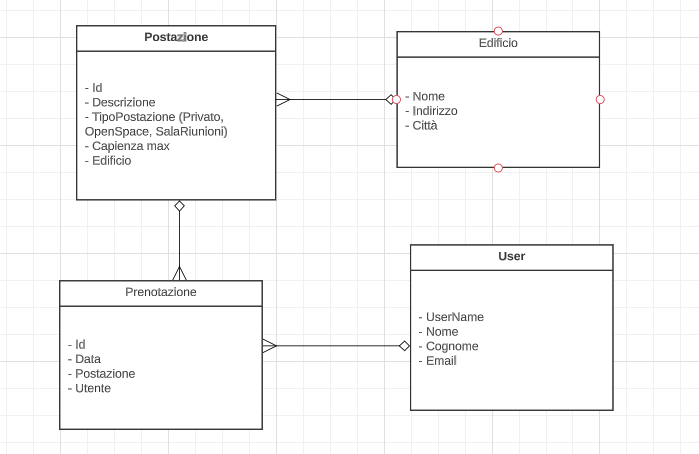 Postazione
- Id
- Descrizione
- TipoPostazione (Privato,
OpenSpace, SalaRiunioni)
- Capienza max
- Edificio
Edificio
- Nome
- Indirizzo
- Città
Prenotazione
- Id
- Data
- Postazione
- Utente
User
- UserName
- Nome
- Cognome
- Email